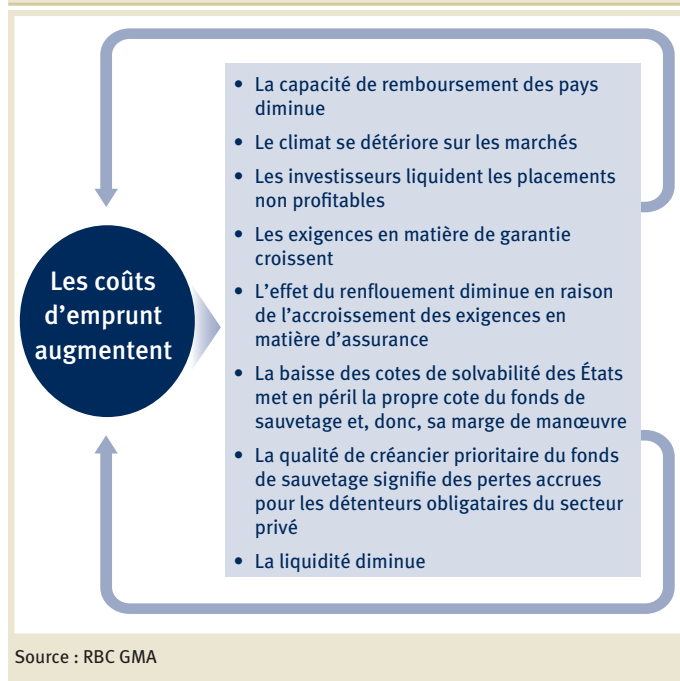 Les coûts
d'emprunt
augmentent
• La capacité de remboursement des pays
diminue
• Le climat se détériore sur les marchés
• Les investisseurs liquident les placements
non profitables
• Les exigences en matière de garantie
croissent
• L'effet du renflouement diminue en raison
de l'accroissement des exigences en
matière d'assurance
• La baisse des cotes de solvabilité des États
met en péril la propre cote du fonds de
sauvetage et, donc, sa marge de manœuvre
• La qualité de créancier prioritaire du fonds
de sauvetage signifie des pertes accrues
pour les détenteurs obligataires du secteur
privé
• La liquidité diminue
Source : RBC GMA